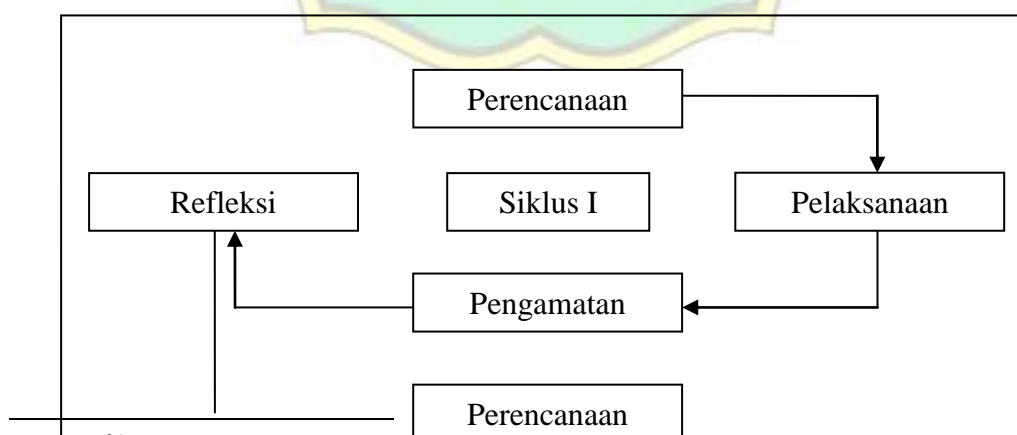 Perencanaan
Refleksi
Siklus I
Pelaksanaan
Pengamatan
Perencanaan